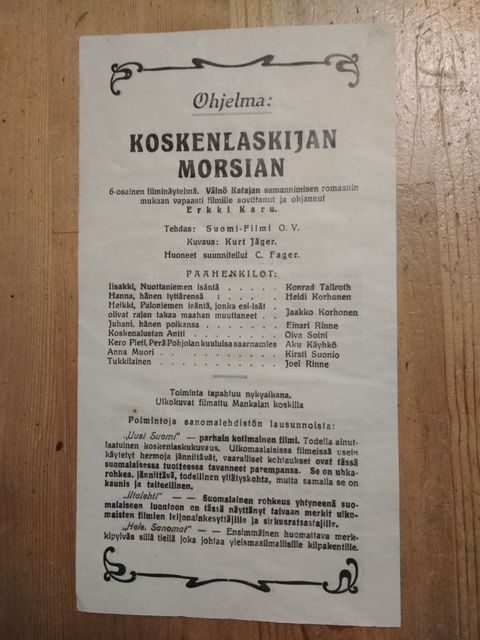 Ohjelma:
KOSKENLASKIJAN
MORSIAN
6-osainen filminäytelmä. Väinö Katajan samannimisen romaanin
mukaan vapaasti filmille sovittanut ja ohjannut
Erkki Karu.
Tehdas: Suomi-Filmi O. Y.
Kuvaus: Kurt Jäger.
Huoneet suunnitellut C. Fager.
PÄÄHENKILÖT:
Iisakki, Nuottaniemen isäntä . . . . Konrad Tallroth
Hanna, hänen tyttärensä . . . . . Heidi Korhonen
Heikki, Paloniemen isäntä, jonka esi-isät .
olivat rajan takaa maahan muuttaneet . . Jaakko Korhonen
Juhani, hänen poikansa . . . . . . Einari Rinne
Koskenalustan Antti . . . . . . . Oiva Soini
Kero Pieti, Perä Pohjolan kuuluisa saarnamies Aku Käyhkö
Anna Muori . . . . . . . . . Kirsti Suonio
Tukkilainen . . . . . . . . . Joel Rinne
Toiminta tapahtuu nykyaikana.
Ulkokuvat filmattu Mankalan koskilla
Poimintoja sanomalehdistön lausunnoista:
„Uusi Suomi" — parhain kotimainen filmi. Todella ainut-
laatuinen koskenlaskukuvaus. Ulkomaalaisissa filmeissä usein
käytetyt hermoja jännittävät, vaaralliset kohtaukset ovat tässä
suomalaisessa tuotteessa tavanneet parempansa. Se on uhka-
rohkea, jännittävä, todellinen yllätyskohta, mutta samalla se on
kaunis ja taiteellinen.
„Iltalehti" — — Suomalainen rohkeus yhtyneenä suo-
malaiseen luontoon on tässä näyttänyt taivaan merkit ulko-
maisten filmien leijonainkesyttäjille ja sirkusratsastajille.
„Hels. Sanomat" — — Ensimmäinen huomattava merk-
kipylväs sillä tiellä joka johtaa yleismaailmallisille kilpakentille.